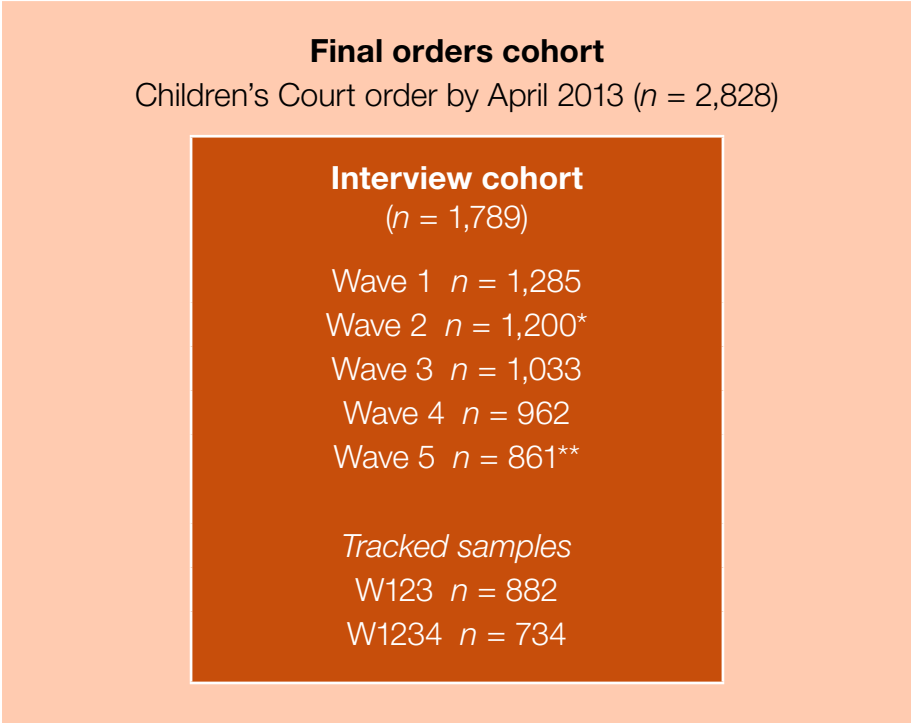 Final orders cohort
Children’s Court order by April 2013 (n = 2,828)
Interview cohort
(n = 1,789)
Wave 1 n = 1,285
Wave 2 n = 1,200*
Wave 3 n = 1,033
Wave 4 n = 962
Wave 5 n = 861**
Tracked samples
W123 n = 882
W1234 n = 734